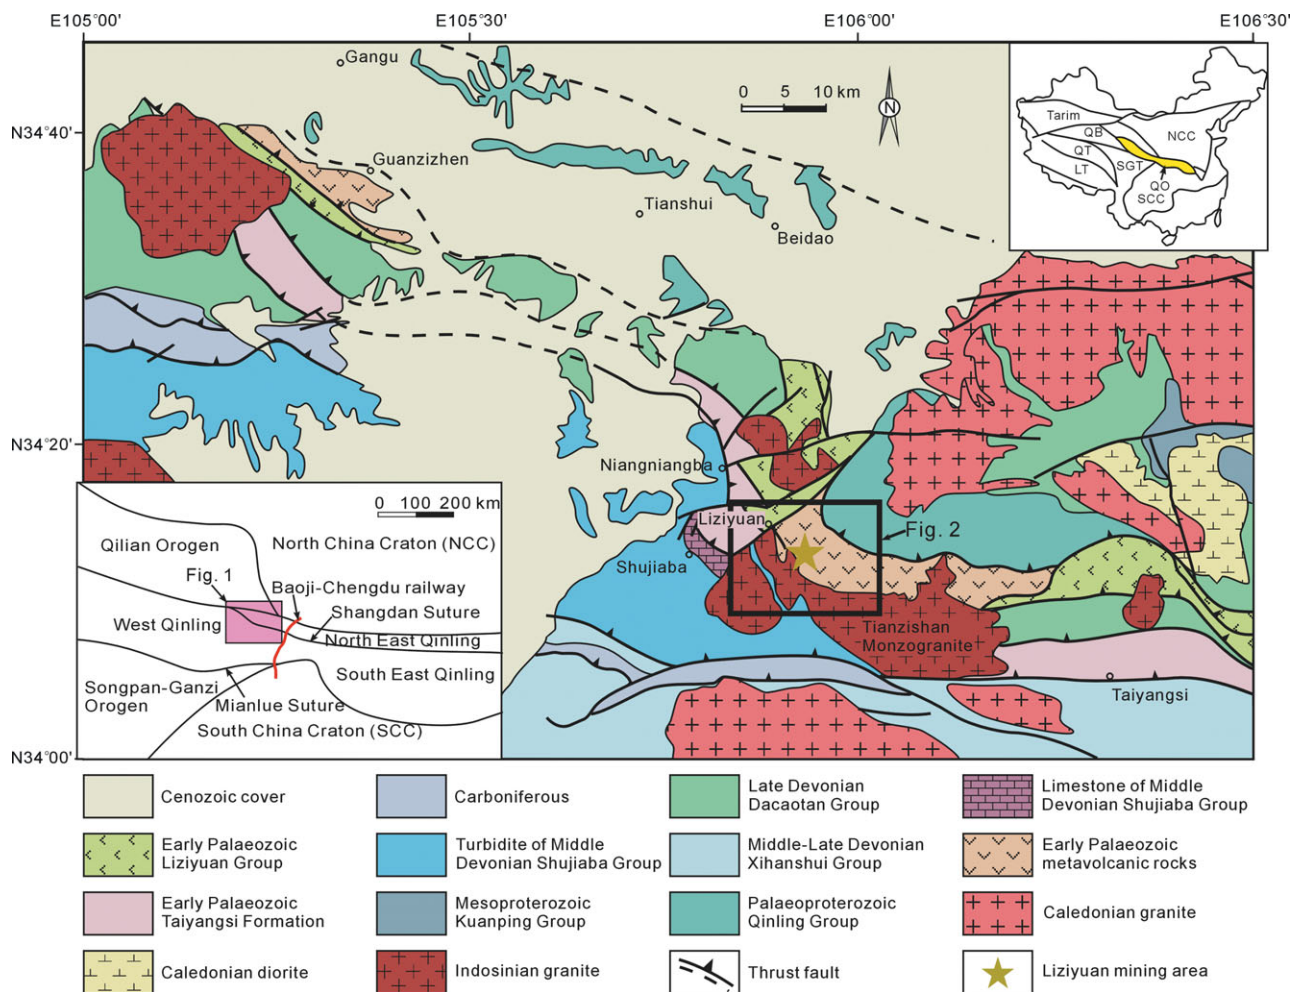 E105°00'
E105°30'
E106°00'
E106°30'
Gangu
0 5 10 km
N
Tarim
QB
NCC
QT
SGT
LT
QO
SCC
N34°40'
Guanzizhen
Tianshui
Beidao
N34°20'
Niangniangba
Liziyuan
Fig. 2
Shujiaba
Tianzishan
Monzogranite
Taiyangsi
0 100 200 km
Qilian Orogen
North China Craton (NCC)
Fig. 1
Baoji-Chengdu railway
Shangdan Suture
West Qinling
North East Qinling
South East Qinling
Songpan-Ganzi
Orogen
Mianlue Suture
South China Craton (SCC)
N34°00'
Cenozoic cover
Carboniferous
Late Devonian
Dacaotan Group
Limestone of Middle
Devonian Shujiaba Group
Early Palaeozoic
Liziyuan Group
Turbidite of Middle
Devonian Shujiaba Group
Middle-Late Devonian
Xihanshui Group
Early Palaeozoic
metavolcanic rocks
Early Palaeozoic
Taiyangsi Formation
Mesoproterozoic
Kuanping Group
Palaeoproterozoic
Qinling Group
Caledonian granite
Caledonian diorite
Indosinian granite
Thrust fault
Liziyuan mining area